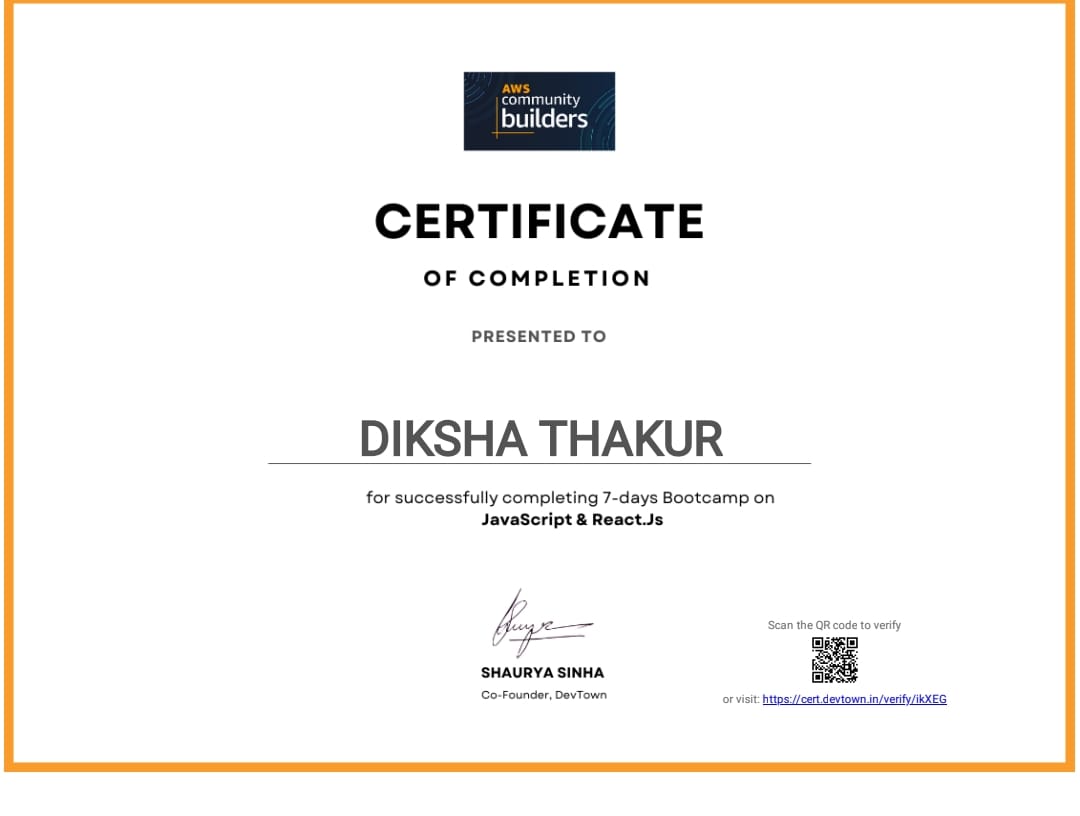 AWS
community
builders
CERTIFICATE
OF COMPLETION
PRESENTED TO
DIKSHA THAKUR
for successfully completing 7-days Bootcamp on
JavaScript & React.Js
SHAURYA SINHA
Co-Founder, DevTown
Scan the QR code to verify
or visit: https://cert.devtown.in/verify/ikXEG